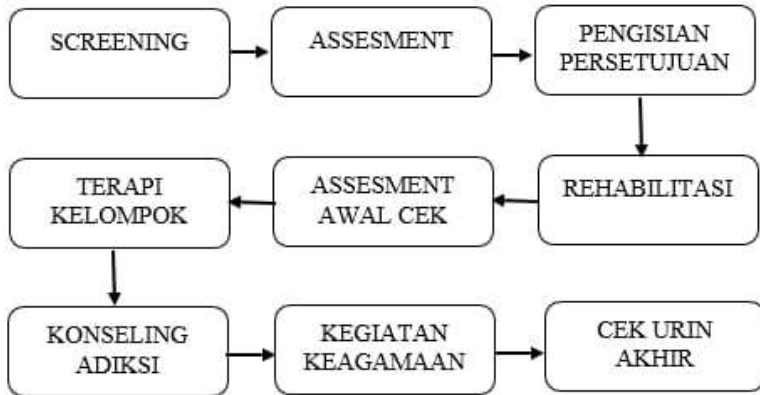 SCREENING
ASSESMENT
PENGISIAN
PERSETUJUAN
REHABILITASI
ASSESMENT
AWAL CEK
TERAPI
KELOMPOK
KONSELING
ADIKSI
KEGIATAN
KEAGAMAAN
CEK URIN
AKHIR